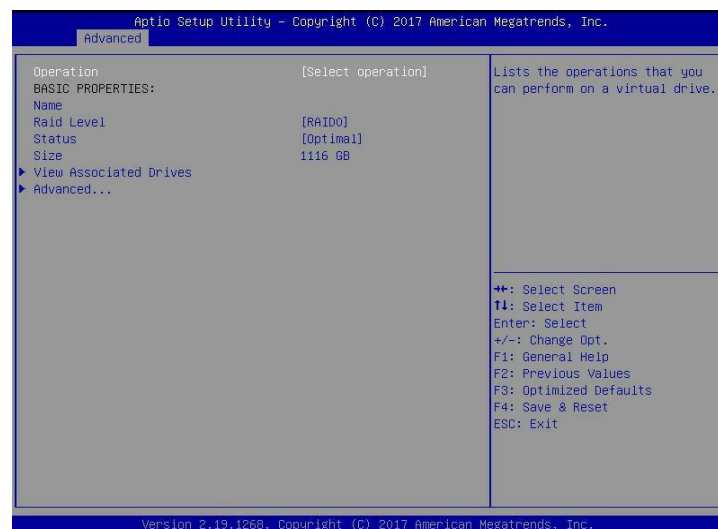 Aptio Setup Utility – Copyright (C) 2017 American Megatrends, Inc.
Advanced
Operation [Select operation]
BASIC PROPERTIES:
Name
Raid Level [RAID0]
Status [Optimal]
Size 1116 GB
► View Associated Drives
► Advanced...
Lists the operations that you
can perform on a virtual drive.
→←: Select Screen
↑↓: Select Item
Enter: Select
+/-: Change Opt.
F1: General Help
F2: Previous Values
F3: Optimized Defaults
F4: Save & Reset
ESC: Exit
Version 2.19.1268. Copyright (C) 2017 American Megatrends, Inc.